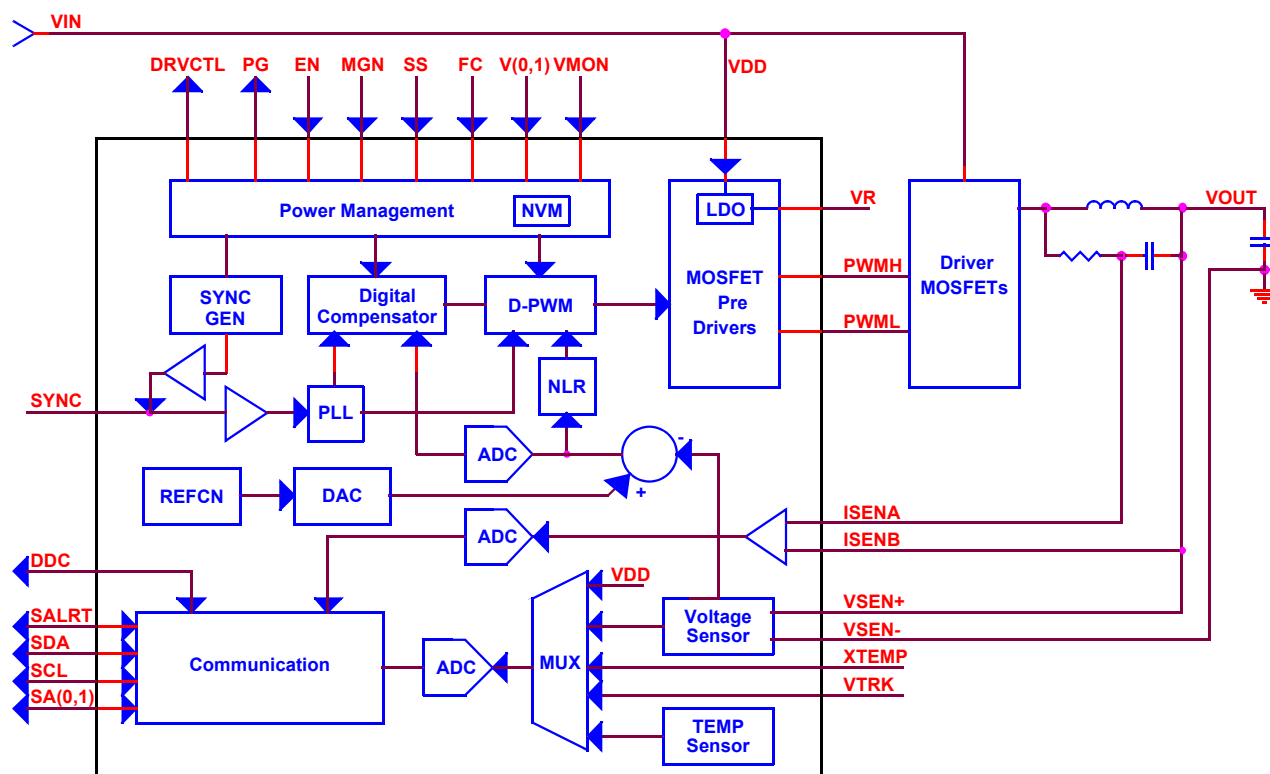 VIN
DRVCTL PG EN MGN SS FC V(0,1) VMON
VDD
Power Management
NVM
LDO
VR
VOUT
SYNC
GEN
Digital
Compensator
D-PWM
MOSFET
Pre
Drivers
PWMH
PWML
Driver
MOSFETs
SYNC
PLL
NLR
ADC
-
+
REFCN
DAC
ADC
ISENA
ISENB
DDC
VDD
SALRT
SDA
SCL
SA(0,1)
Communication
ADC
MUX
Voltage
Sensor
VSEN+
VSEN-
XTEMP
VTRK
TEMP
Sensor